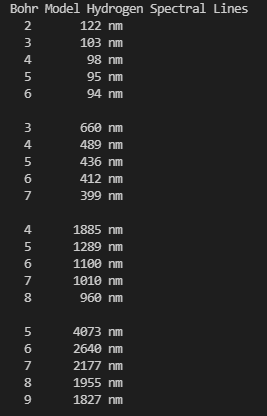 Bohr Model Hydrogen Spectral Lines
2 122 nm
3 103 nm
4 98 nm
5 95 nm
6 94 nm
3 660 nm
4 489 nm
5 436 nm
6 412 nm
7 399 nm
4 1885 nm
5 1289 nm
6 1100 nm
7 1010 nm
8 960 nm
5 4073 nm
6 2640 nm
7 2177 nm
8 1955 nm
9 1827 nm